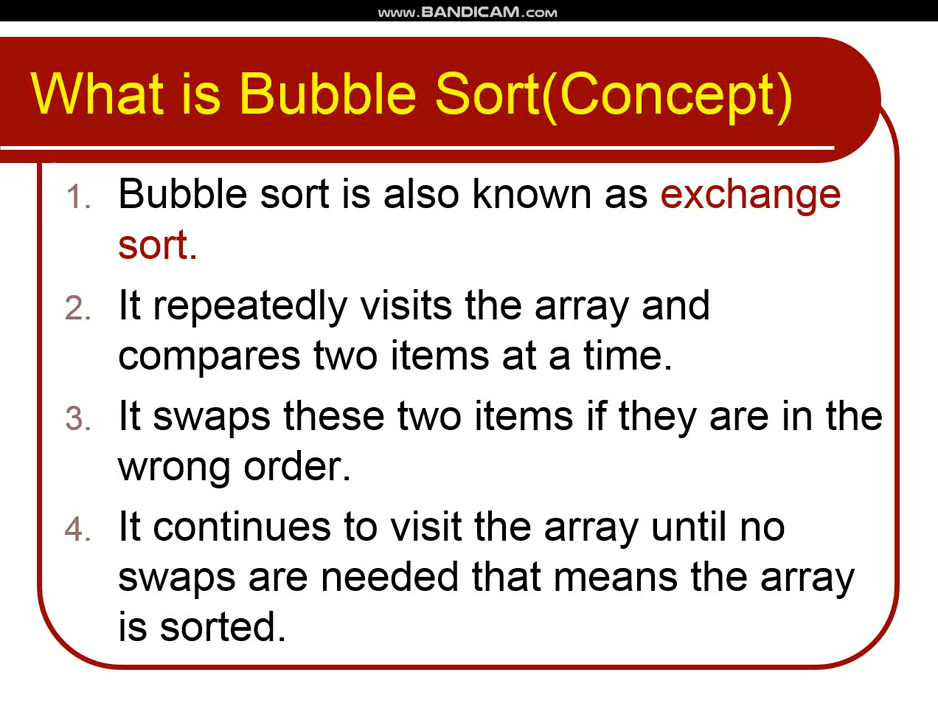 www.BANDICAM.com
What is Bubble Sort(Concept)
1. Bubble sort is also known as exchange
sort.
2. It repeatedly visits the array and
compares two items at a time.
3. It swaps these two items if they are in the
wrong order.
4. It continues to visit the array until no
swaps are needed that means the array
is sorted.